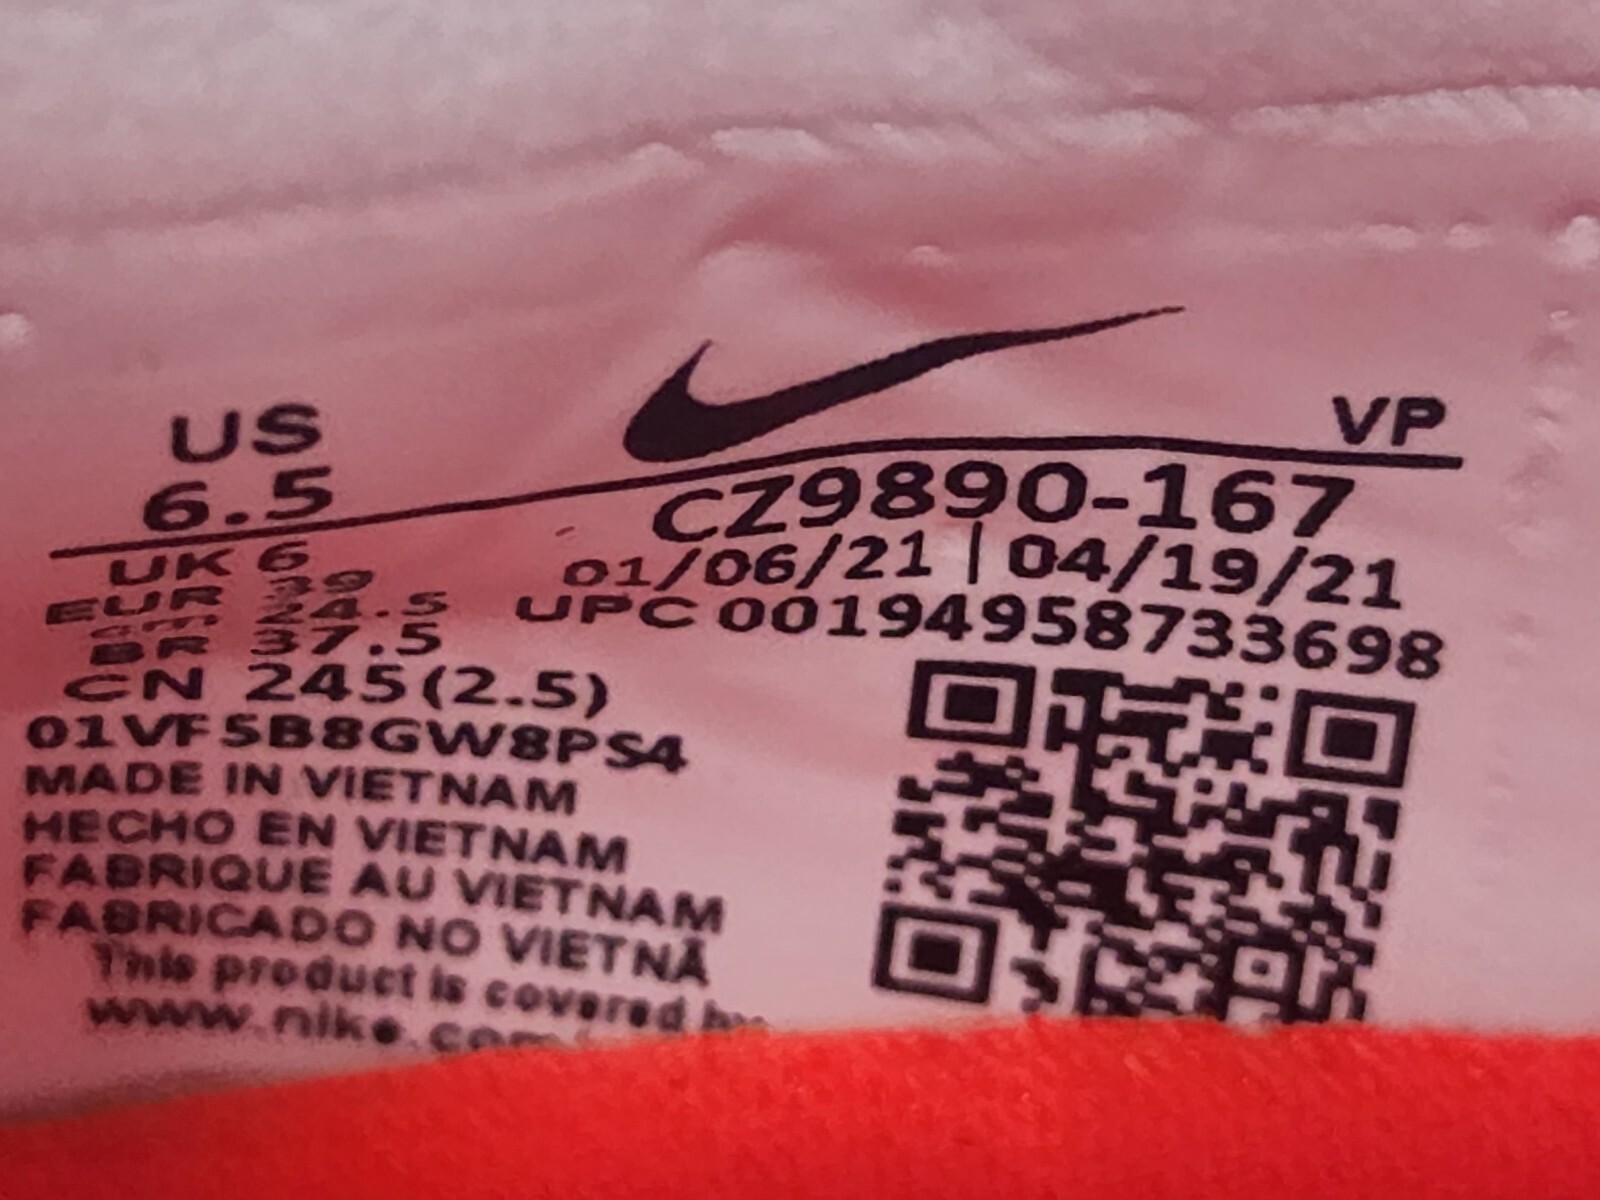 US
6.5
UK 6
EUR 39
cm 24.5
BR 37.5
CN 245(2.5)
01VF5B8GW8PS4
MADE IN VIETNAM
HECHO EN VIETNAM
FABRIQUE AU VIETNAM
FABRICADO NO VIETNÃ
This product is covered by
www.nike.com
VP
CZ9890-167
01/06/21 | 04/19/21
UPC 00194958733698